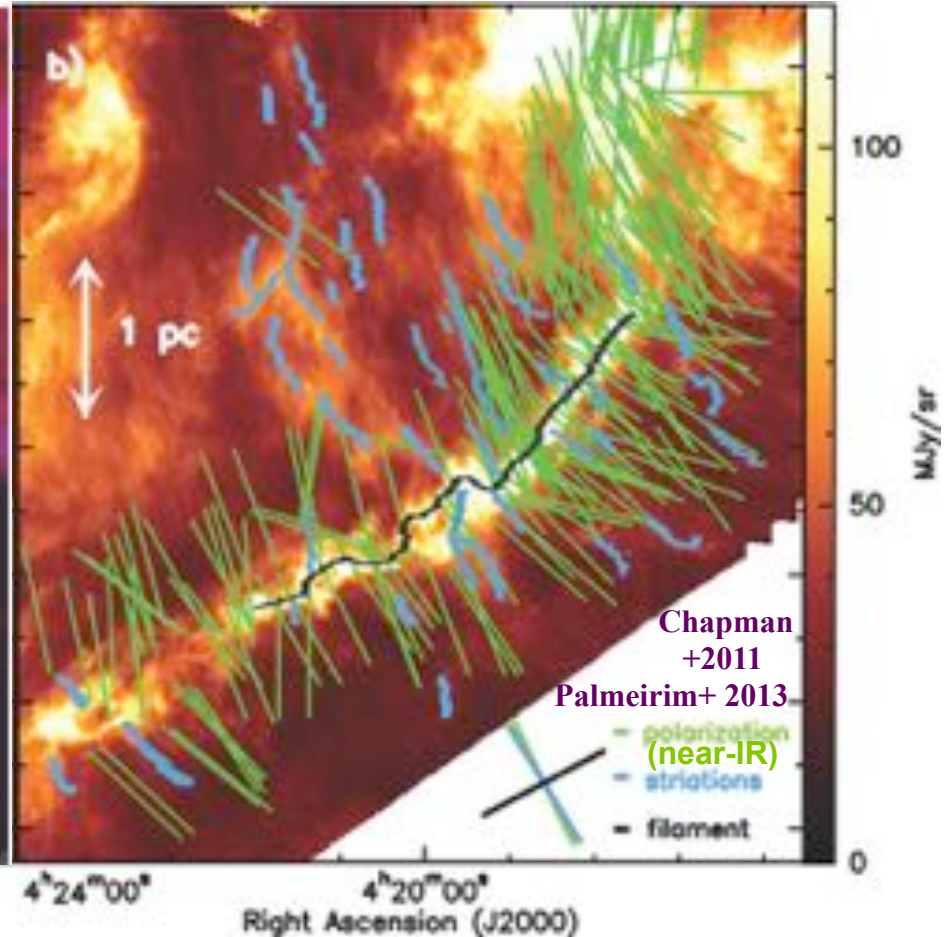 b)
1 pc
100
50
0
MJy/sr
Chapman
+2011
Palmeirim+ 2013
polarization
(near-IR)
striations
filament
4ʰ24ᵐ00ˢ
4ʰ20ᵐ00ˢ
Right Ascension (J2000)